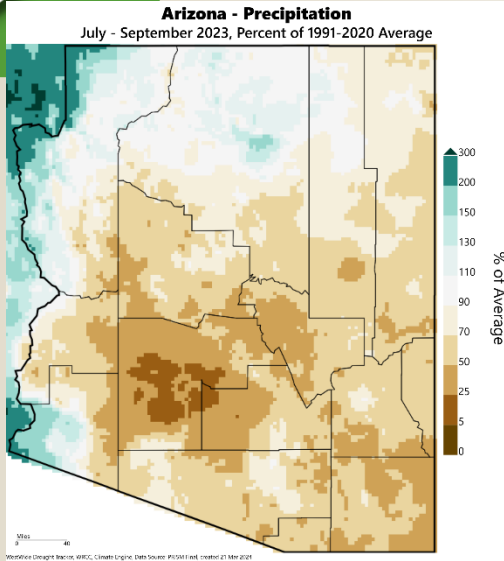 Arizona - Precipitation
July - September 2023, Percent of 1991-2020 Average
300
200
150
130
110
90
70
50
25
5
0
% of Average
Miles
0 40
WestWide Drought Tracker, WRCC, Climate Engine, Data Source: PRISM Final, created 21 Mar 2024